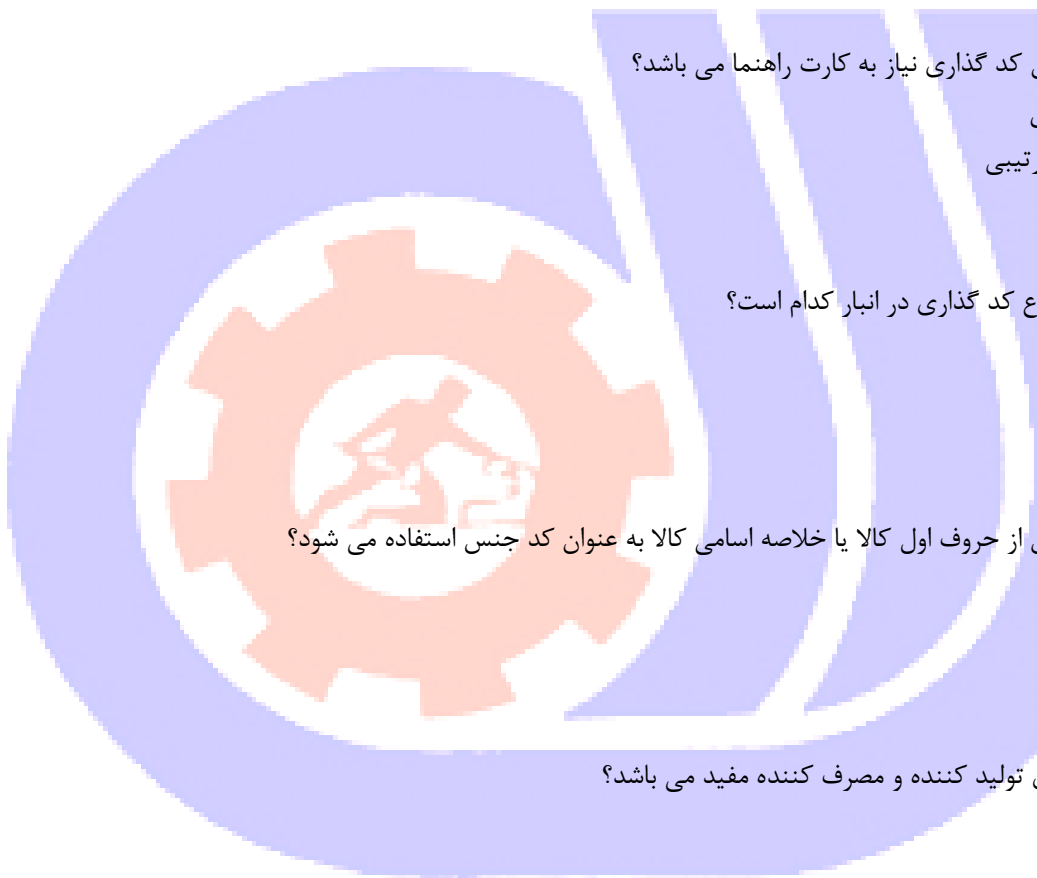 کد گذاری نیاز به کارت راهنما می باشد؟
کد گذاری در انبار کدام است؟
از حروف اول کالا یا خلاصه اسامی کالا به عنوان کد جنس استفاده می شود؟
تولید کننده و مصرف کننده مفید می باشد؟